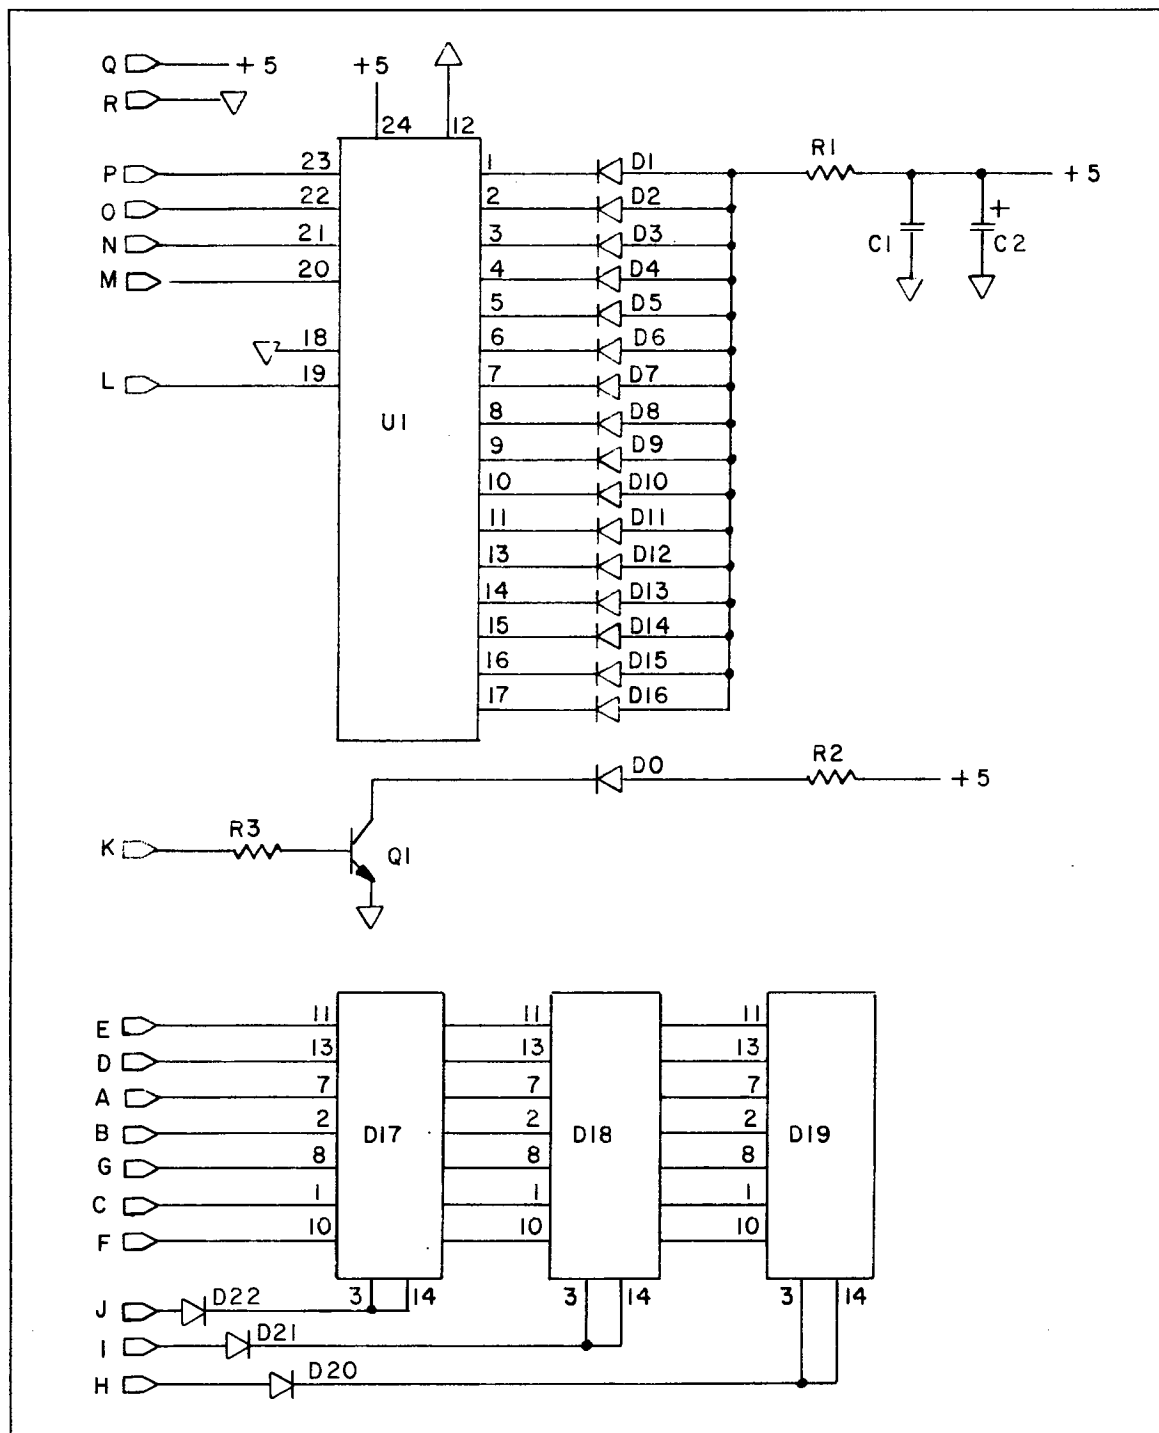 Q +5 +5
R
24 12
P 23 1 D1 R1 +5
O 22 2 D2 +
N 21 3 D3 C1 C2
M 20 4 D4
5 D5
18 6 D6
L 19 7 D7
U1 8 D8
9 D9
10 D10
11 D11
13 D12
14 D13
15 D14
16 D15
17 D16
D0 R2 +5
K R3 Q1
E 11 11 11
D 13 13 13
A 7 7 7
B 2 D17 2 D18 2 D19
G 8 8 8
C 1 1 1
F 10 10 10
J D22 3 14 3 14 3 14
I D21
H D20